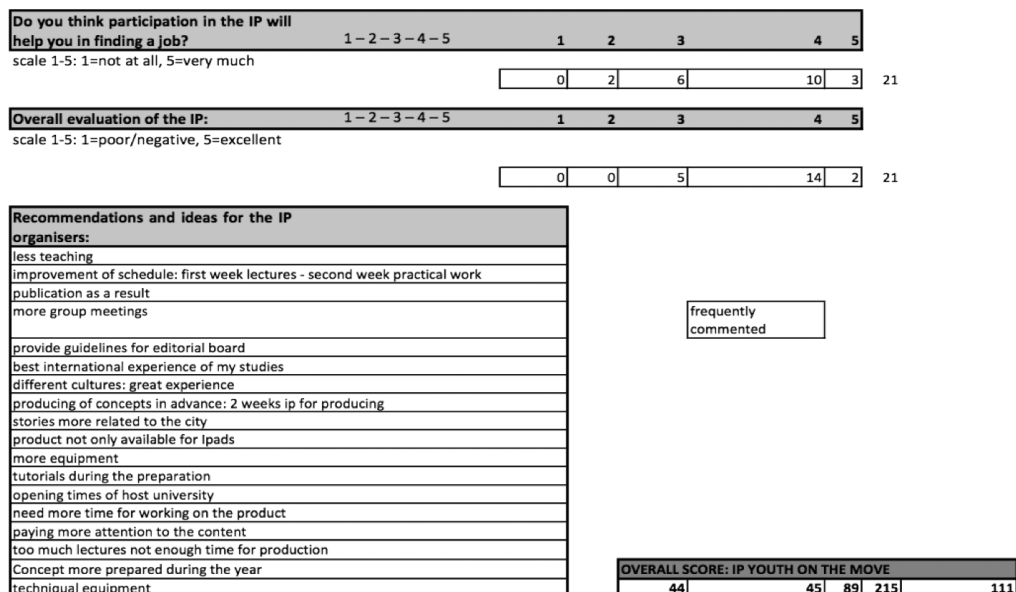 Do you think participation in the IP will
help you in finding a job? 1 – 2 – 3 – 4 – 5 1 2 3 4 5
scale 1-5: 1=not at all, 5=very much
0 2 6 10 3 21
Overall evaluation of the IP: 1 – 2 – 3 – 4 – 5 1 2 3 4 5
scale 1-5: 1=poor/negative, 5=excellent
0 0 5 14 2 21
Recommendations and ideas for the IP
organisers:
less teaching
improvement of schedule: first week lectures - second week practical work
publication as a result
more group meetings
frequently
commented
provide guidelines for editorial board
best international experience of my studies
different cultures: great experience
producing of concepts in advance: 2 weeks ip for producing
stories more related to the city
product not only available for Ipads
more equipment
tutorials during the preparation
opening times of host university
need more time for working on the product
paying more attention to the content
too much lectures not enough time for production
Concept more prepared during the year
techniqual equipment
OVERALL SCORE: IP YOUTH ON THE MOVE
44 45 89 215 111